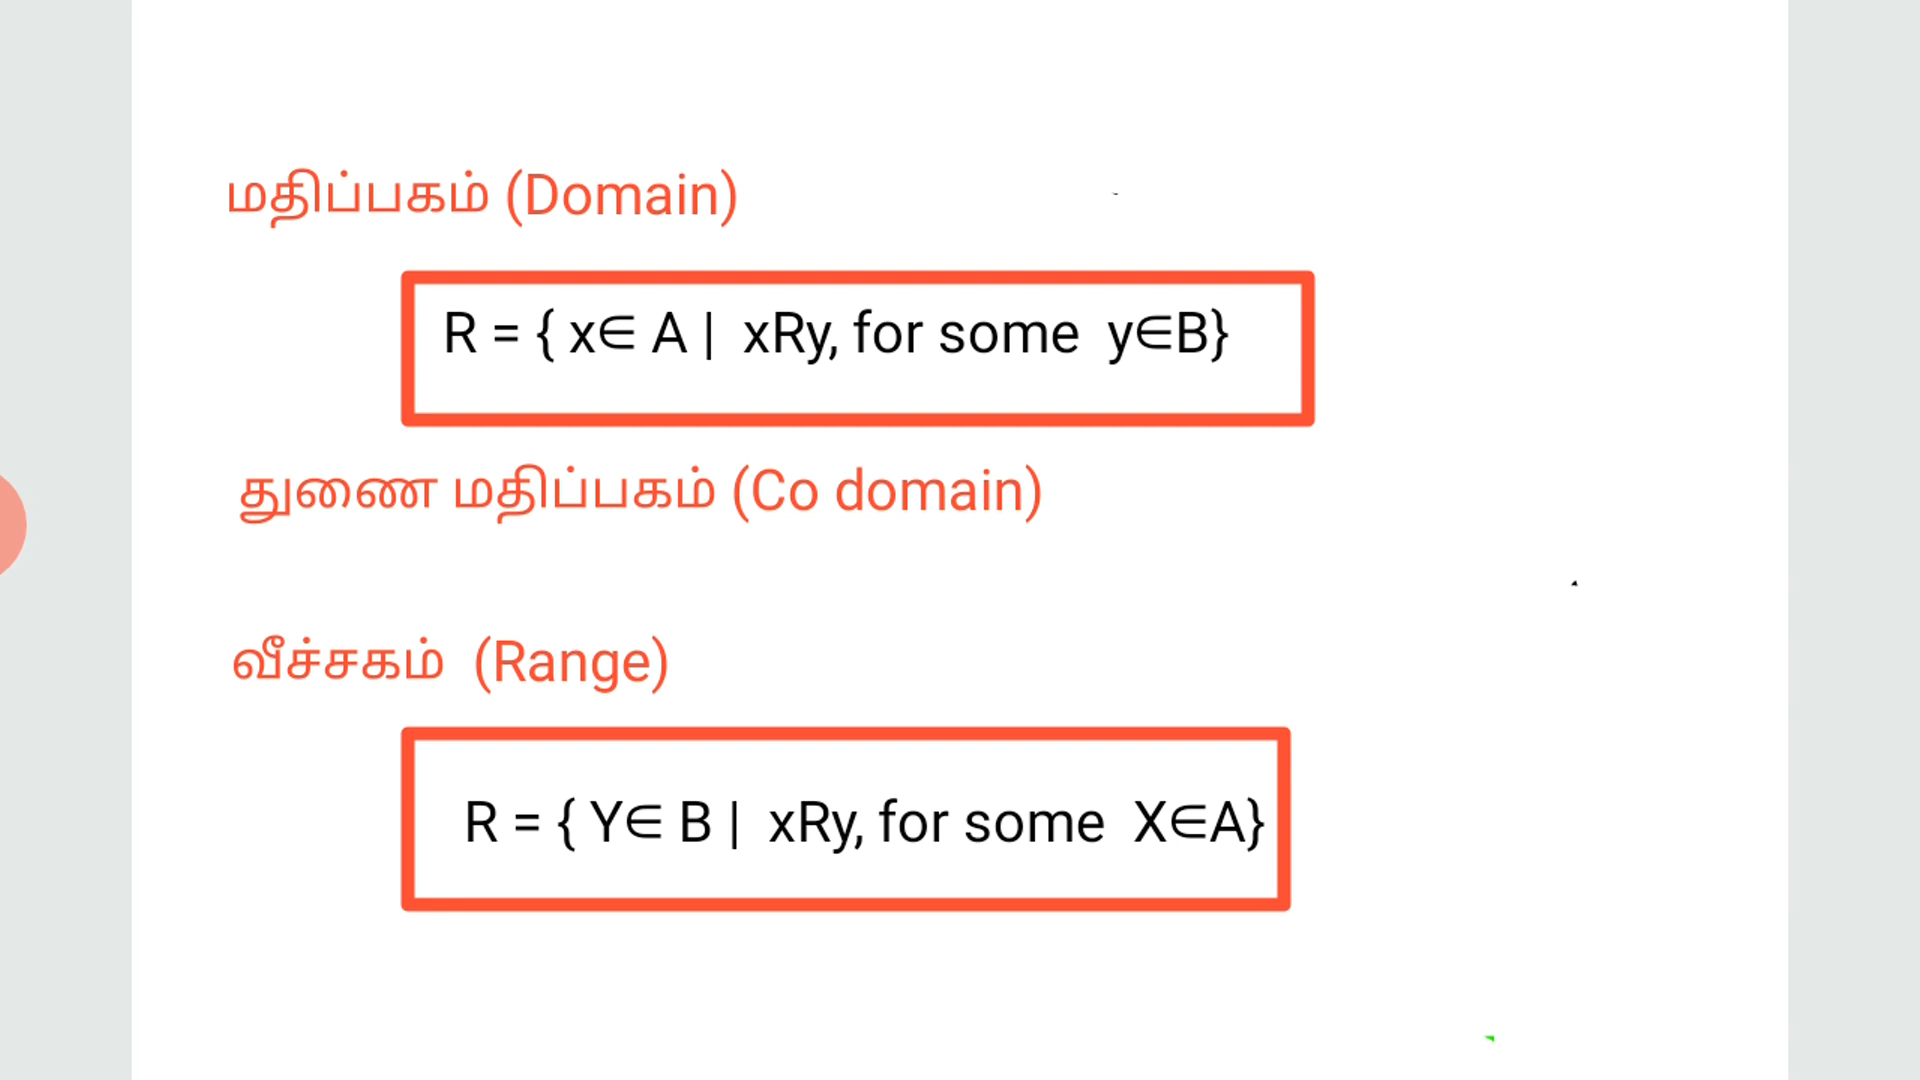 மதிப்பகம் (Domain)
R = { x∈ A | xRy, for some y∈B}
துணை மதிப்பகம் (Co domain)
வீச்சகம் (Range)
R = { Y∈ B | xRy, for some X∈A}